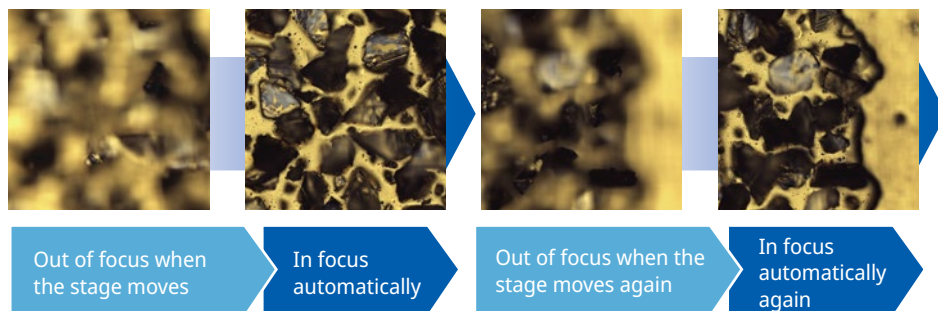 Out of focus when
the stage moves
In focus
automatically
Out of focus when the
stage moves again
In focus
automatically
again